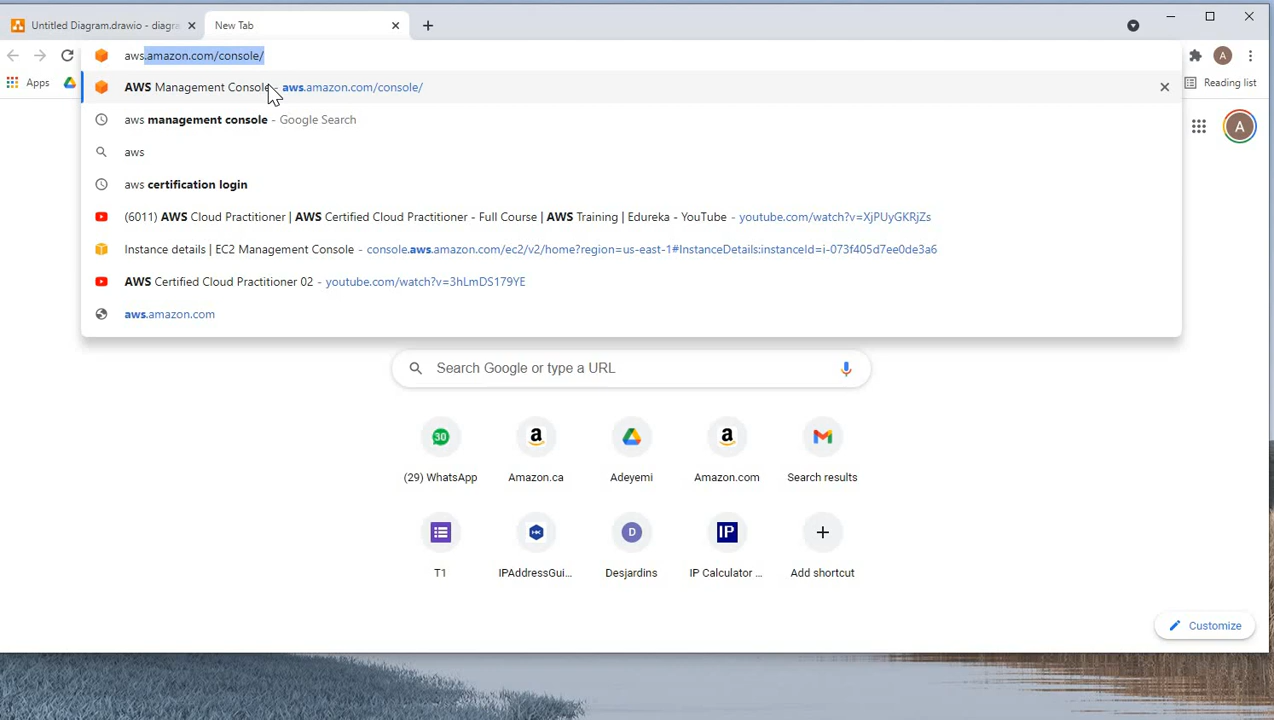 Untitled Diagram.drawio - diagra
New Tab
aws.amazon.com/console/
Apps
Reading list
A
AWS Management Console - aws.amazon.com/console/
aws management console - Google Search
aws
aws certification login
(6011) AWS Cloud Practitioner | AWS Certified Cloud Practitioner - Full Course | AWS Training | Edureka - YouTube - youtube.com/watch?v=XjPUyGKRjZs
Instance details | EC2 Management Console - console.aws.amazon.com/ec2/v2/home?region=us-east-1#InstanceDetails:instanceId=i-073f405d7ee0de3a6
AWS Certified Cloud Practitioner 02 - youtube.com/watch?v=3hLmDS179YE
aws.amazon.com
A
Search Google or type a URL
30
a
a
(29) WhatsApp
Amazon.ca
Adeyemi
Amazon.com
Search results
HK
D
IP
T1
IPAddressGui...
Desjardins
IP Calculator ...
Add shortcut
Customize